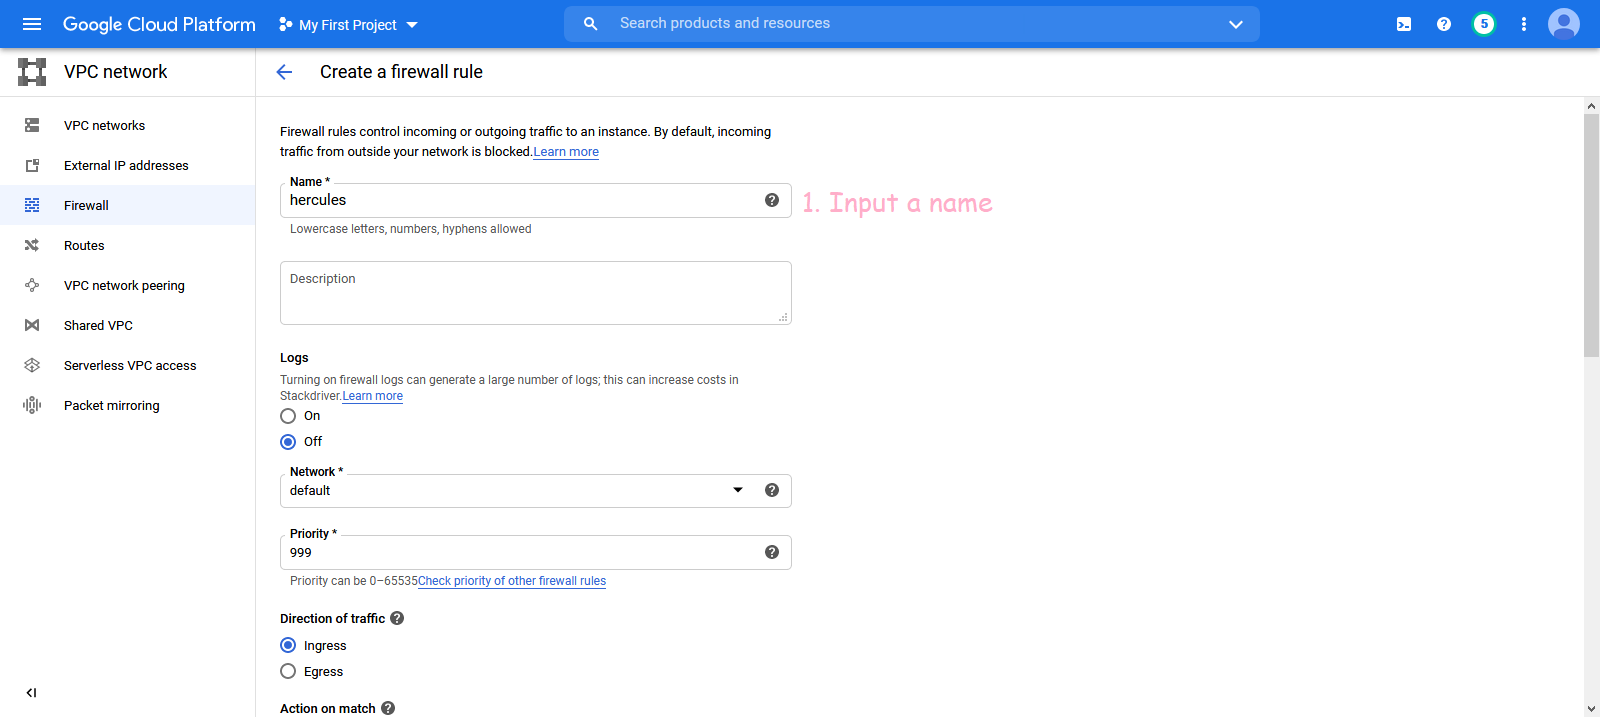 Google Cloud Platform
My First Project
Search products and resources
5
VPC network
Create a firewall rule
VPC networks
External IP addresses
Firewall
Routes
VPC network peering
Shared VPC
Serverless VPC access
Packet mirroring
Firewall rules control incoming or outgoing traffic to an instance. By default, incoming
traffic from outside your network is blocked.Learn more
Name *
hercules
1. Input a name
Lowercase letters, numbers, hyphens allowed
Description
Logs
Turning on firewall logs can generate a large number of logs; this can increase costs in
Stackdriver.Learn more
On
Off
Network *
default
Priority *
999
Priority can be 0–65535Check priority of other firewall rules
Direction of traffic
Ingress
Egress
Action on match